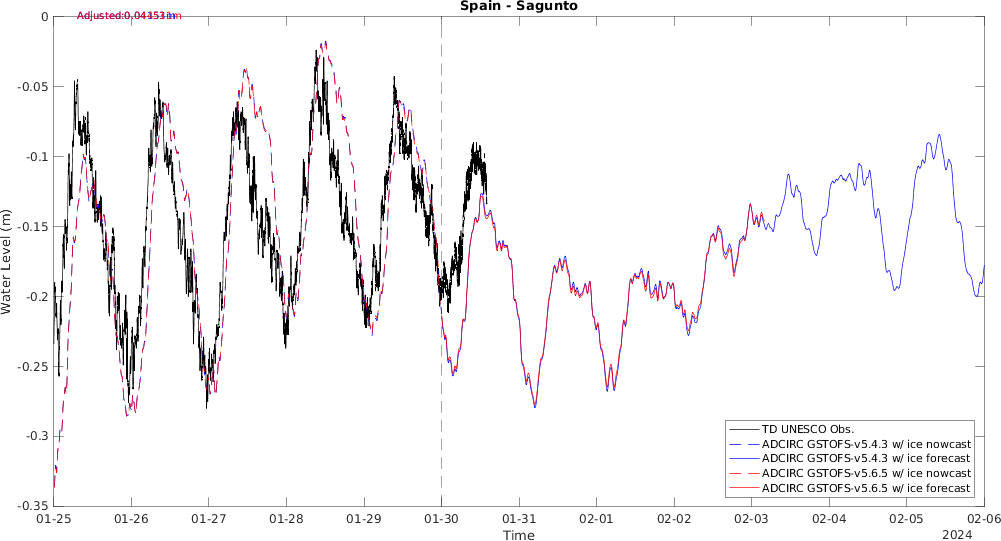 Spain - Sagunto
0
-0.05
-0.1
-0.15
-0.2
-0.25
-0.3
-0.35
Water Level (m)
TD UNESCO Obs.
ADCIRC GSTOFS-v5.4.3 w/ ice nowcast
ADCIRC GSTOFS-v5.4.3 w/ ice forecast
ADCIRC GSTOFS-v5.6.5 w/ ice nowcast
ADCIRC GSTOFS-v5.6.5 w/ ice forecast
01-25 01-26 01-27 01-28 01-29 01-30 01-31 02-01 02-02 02-03 02-04 02-05 02-06
Time
2024